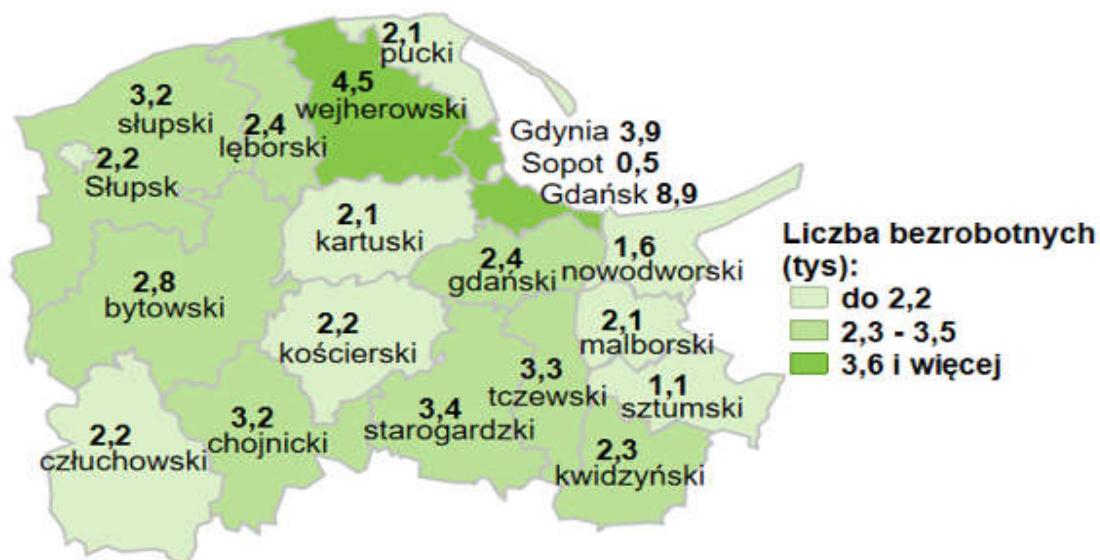 2,1
pucki
4,5
wejherowski
3,2
słupski
2,4
lęborski
2,2
Słupsk
Gdynia 3,9
Sopot 0,5
Gdańsk 8,9
2,1
kartuski
2,4
gdański
1,6
nowodworski
2,8
bytowski
2,2
kościerski
2,1
malborski
3,3
tczewski
1,1
sztumski
2,2
człuchowski
3,2
chojnicki
3,4
starogardzki
2,3
kwidzyński
Liczba bezrobotnych
(tys):
do 2,2
2,3 - 3,5
3,6 i więcej